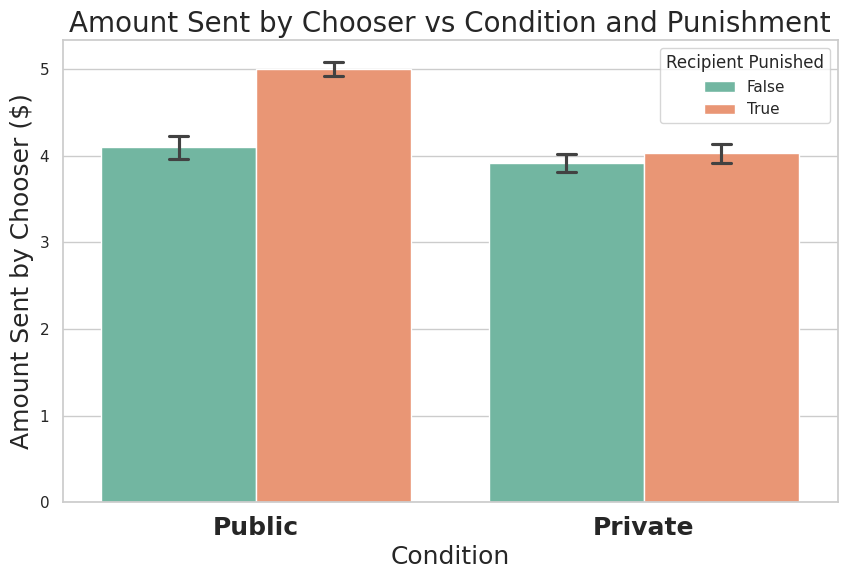 Amount Sent by Chooser vs Condition and Punishment
Amount Sent by Chooser ($)
5
4
3
2
1
0
Recipient Punished
False
True
Public
Private
Condition